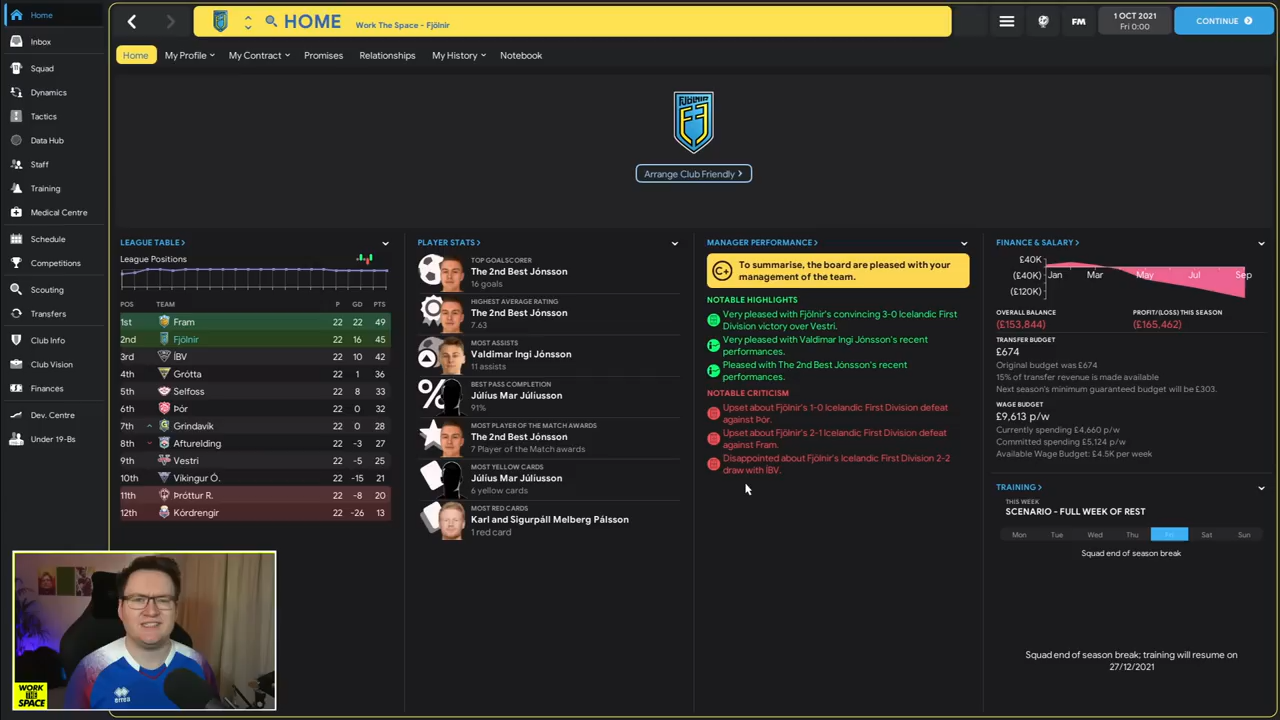 Home
Inbox
Squad
Dynamics
Tactics
Data Hub
Staff
Training
Medical Centre
Schedule
Competitions
Scouting
Transfers
Club Info
Club Vision
Finances
Dev. Centre
Under 19-Bs
HOME
Work The Space - Fjölnir
FM
1 OCT 2021
Fri 0:00
CONTINUE
Home
My Profile
My Contract
Promises
Relationships
My History
Notebook
Fjölnir
Arrange Club Friendly >
LEAGUE TABLE >
League Positions
POS TEAM P GD PTS
1st Fram 22 22 49
2nd Fjölnir 22 16 45
3rd ÍBV 22 10 42
4th Grótta 22 1 36
5th Selfoss 22 8 33
6th Þór 22 0 32
7th Grindavík 22 0 28
8th Afturelding 22 -3 27
9th Vestri 22 -5 25
10th Víkingur Ó. 22 -15 21
11th Þróttur R. 22 -8 20
12th Kórdrengir 22 -26 13
PLAYER STATS >
TOP GOALSCORER
The 2nd Best Jónsson
16 goals
HIGHEST AVERAGE RATING
The 2nd Best Jónsson
7.63
MOST ASSISTS
Valdimar Ingi Jónsson
11 assists
BEST PASS COMPLETION
Júlíus Mar Júlíusson
91%
MOST PLAYER OF THE MATCH AWARDS
The 2nd Best Jónsson
7 Player of the Match awards
MOST YELLOW CARDS
Júlíus Mar Júlíusson
6 yellow cards
MOST RED CARDS
Karl and Sigurpáll Melberg Pálsson
1 red card
MANAGER PERFORMANCE >
C+
To summarise, the board are pleased with your
management of the team.
NOTABLE HIGHLIGHTS
Very pleased with Fjölnir's convincing 3-0 Icelandic First
Division victory over Vestri.
Very pleased with Valdimar Ingi Jónsson's recent
performances.
Pleased with The 2nd Best Jónsson's recent
performances.
NOTABLE CRITICISM
Upset about Fjölnir's 1-0 Icelandic First Division defeat
against Þór.
Upset about Fjölnir's 2-1 Icelandic First Division defeat
against Fram.
Disappointed about Fjölnir's Icelandic First Division 2-2
draw with ÍBV.
FINANCE & SALARY >
£40K
(£40K)
(£120K)
Jan Mar May Jul Sep
OVERALL BALANCE PROFIT/(LOSS) THIS SEASON
(£153,844) (£165,462)
TRANSFER BUDGET
£674
Original budget was £674
15% of transfer revenue is made available
Next season's minimum guaranteed budget will be £303.
WAGE BUDGET
£9,613 p/w
Currently spending £4,660 p/w
Committed spending £5,124 p/w
Available Wage Budget: £4.5K per week
TRAINING >
THIS WEEK
SCENARIO - FULL WEEK OF REST
Mon Tue Wed Thu Fri Sat Sun
Squad end of season break
Squad end of season break; training will resume on
27/12/2021
errea
WORK
THE
SPACE